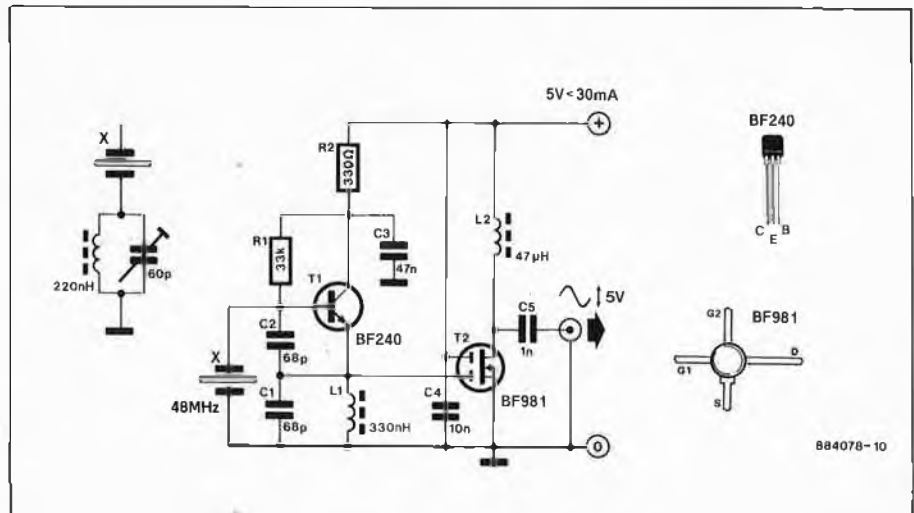 X
220nH
60p
X
48MHz
R2
330Ω
R1
33k
C3
47n
T1
BF240
C2
68p
C1
68p
L1
330nH
C4
10n
5V<30mA
+
L2
47µH
C5
1n
5V
T2
BF981
0
BF240
C
E
B
BF981
G2
G1
D
S
884078-10